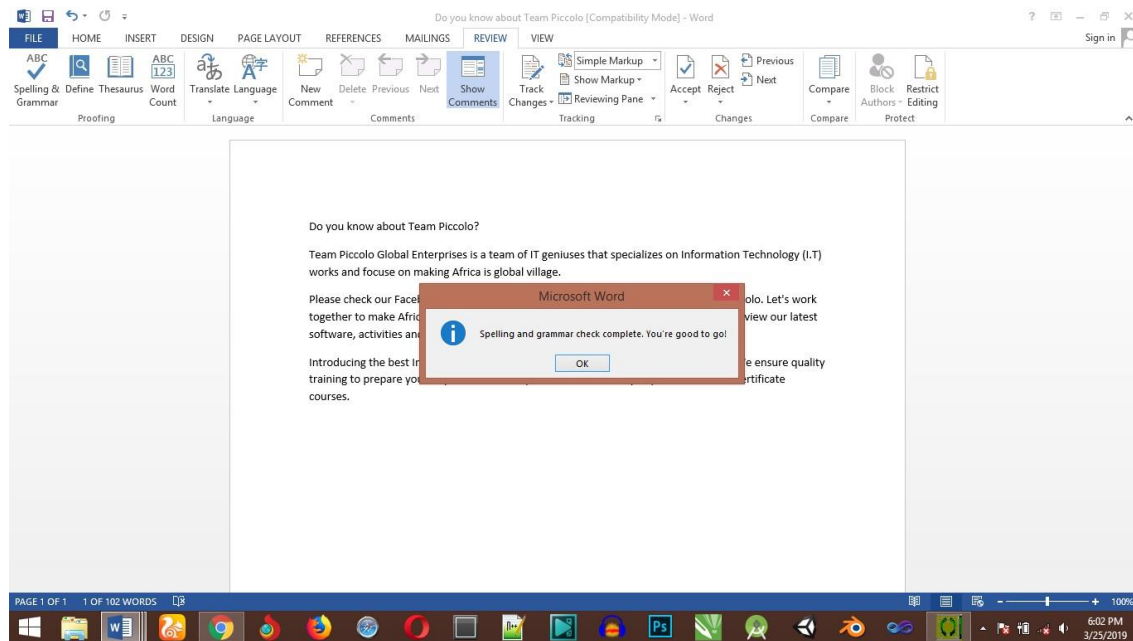 Do you know about Team Piccolo [Compatibility Mode] - Word
FILE HOME INSERT DESIGN PAGE LAYOUT REFERENCES MAILINGS REVIEW VIEW Sign in
ABC ABC 123
Spelling & Grammar Define Thesaurus Word Count Translate Language New Comment Delete Previous Next Show Comments Track Changes Simple Markup Show Markup Reviewing Pane Accept Reject Previous Next Compare Block Authors Restrict Editing
Proofing Language Comments Tracking Changes Compare Protect
Do you know about Team Piccolo?
Team Piccolo Global Enterprises is a team of IT geniuses that specializes on Information Technology (I.T)
works and focuse on making Africa is global village.
Please check our olo. Let's work
together to make view our latest
software, activities
Microsoft Word
Spelling and grammar check complete. You're good to go!
OK
Introducing the best ensure quality
training to prepare
courses.
PAGE 1 OF 1 1 OF 102 WORDS 100%
Ps
6:02 PM
3/25/2019